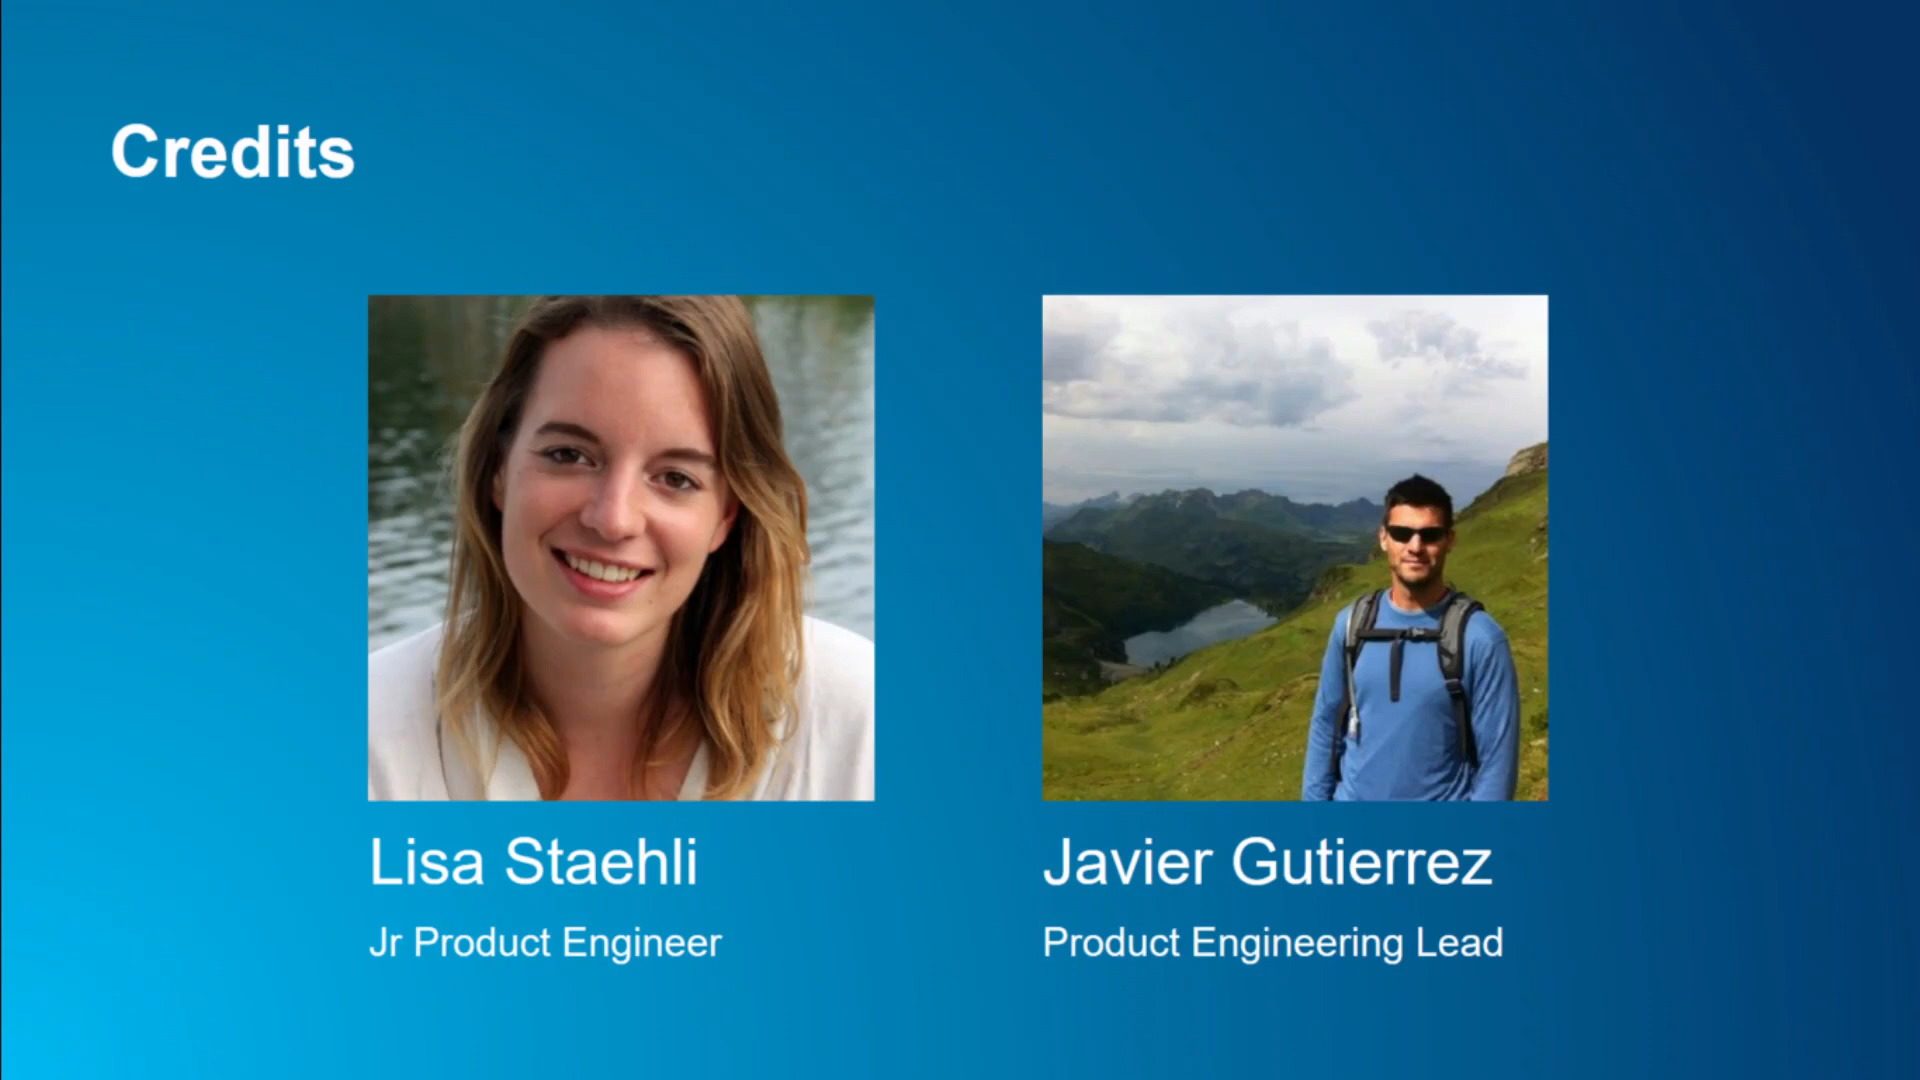 Credits
Lisa Staehli
Jr Product Engineer
Javier Gutierrez
Product Engineering Lead